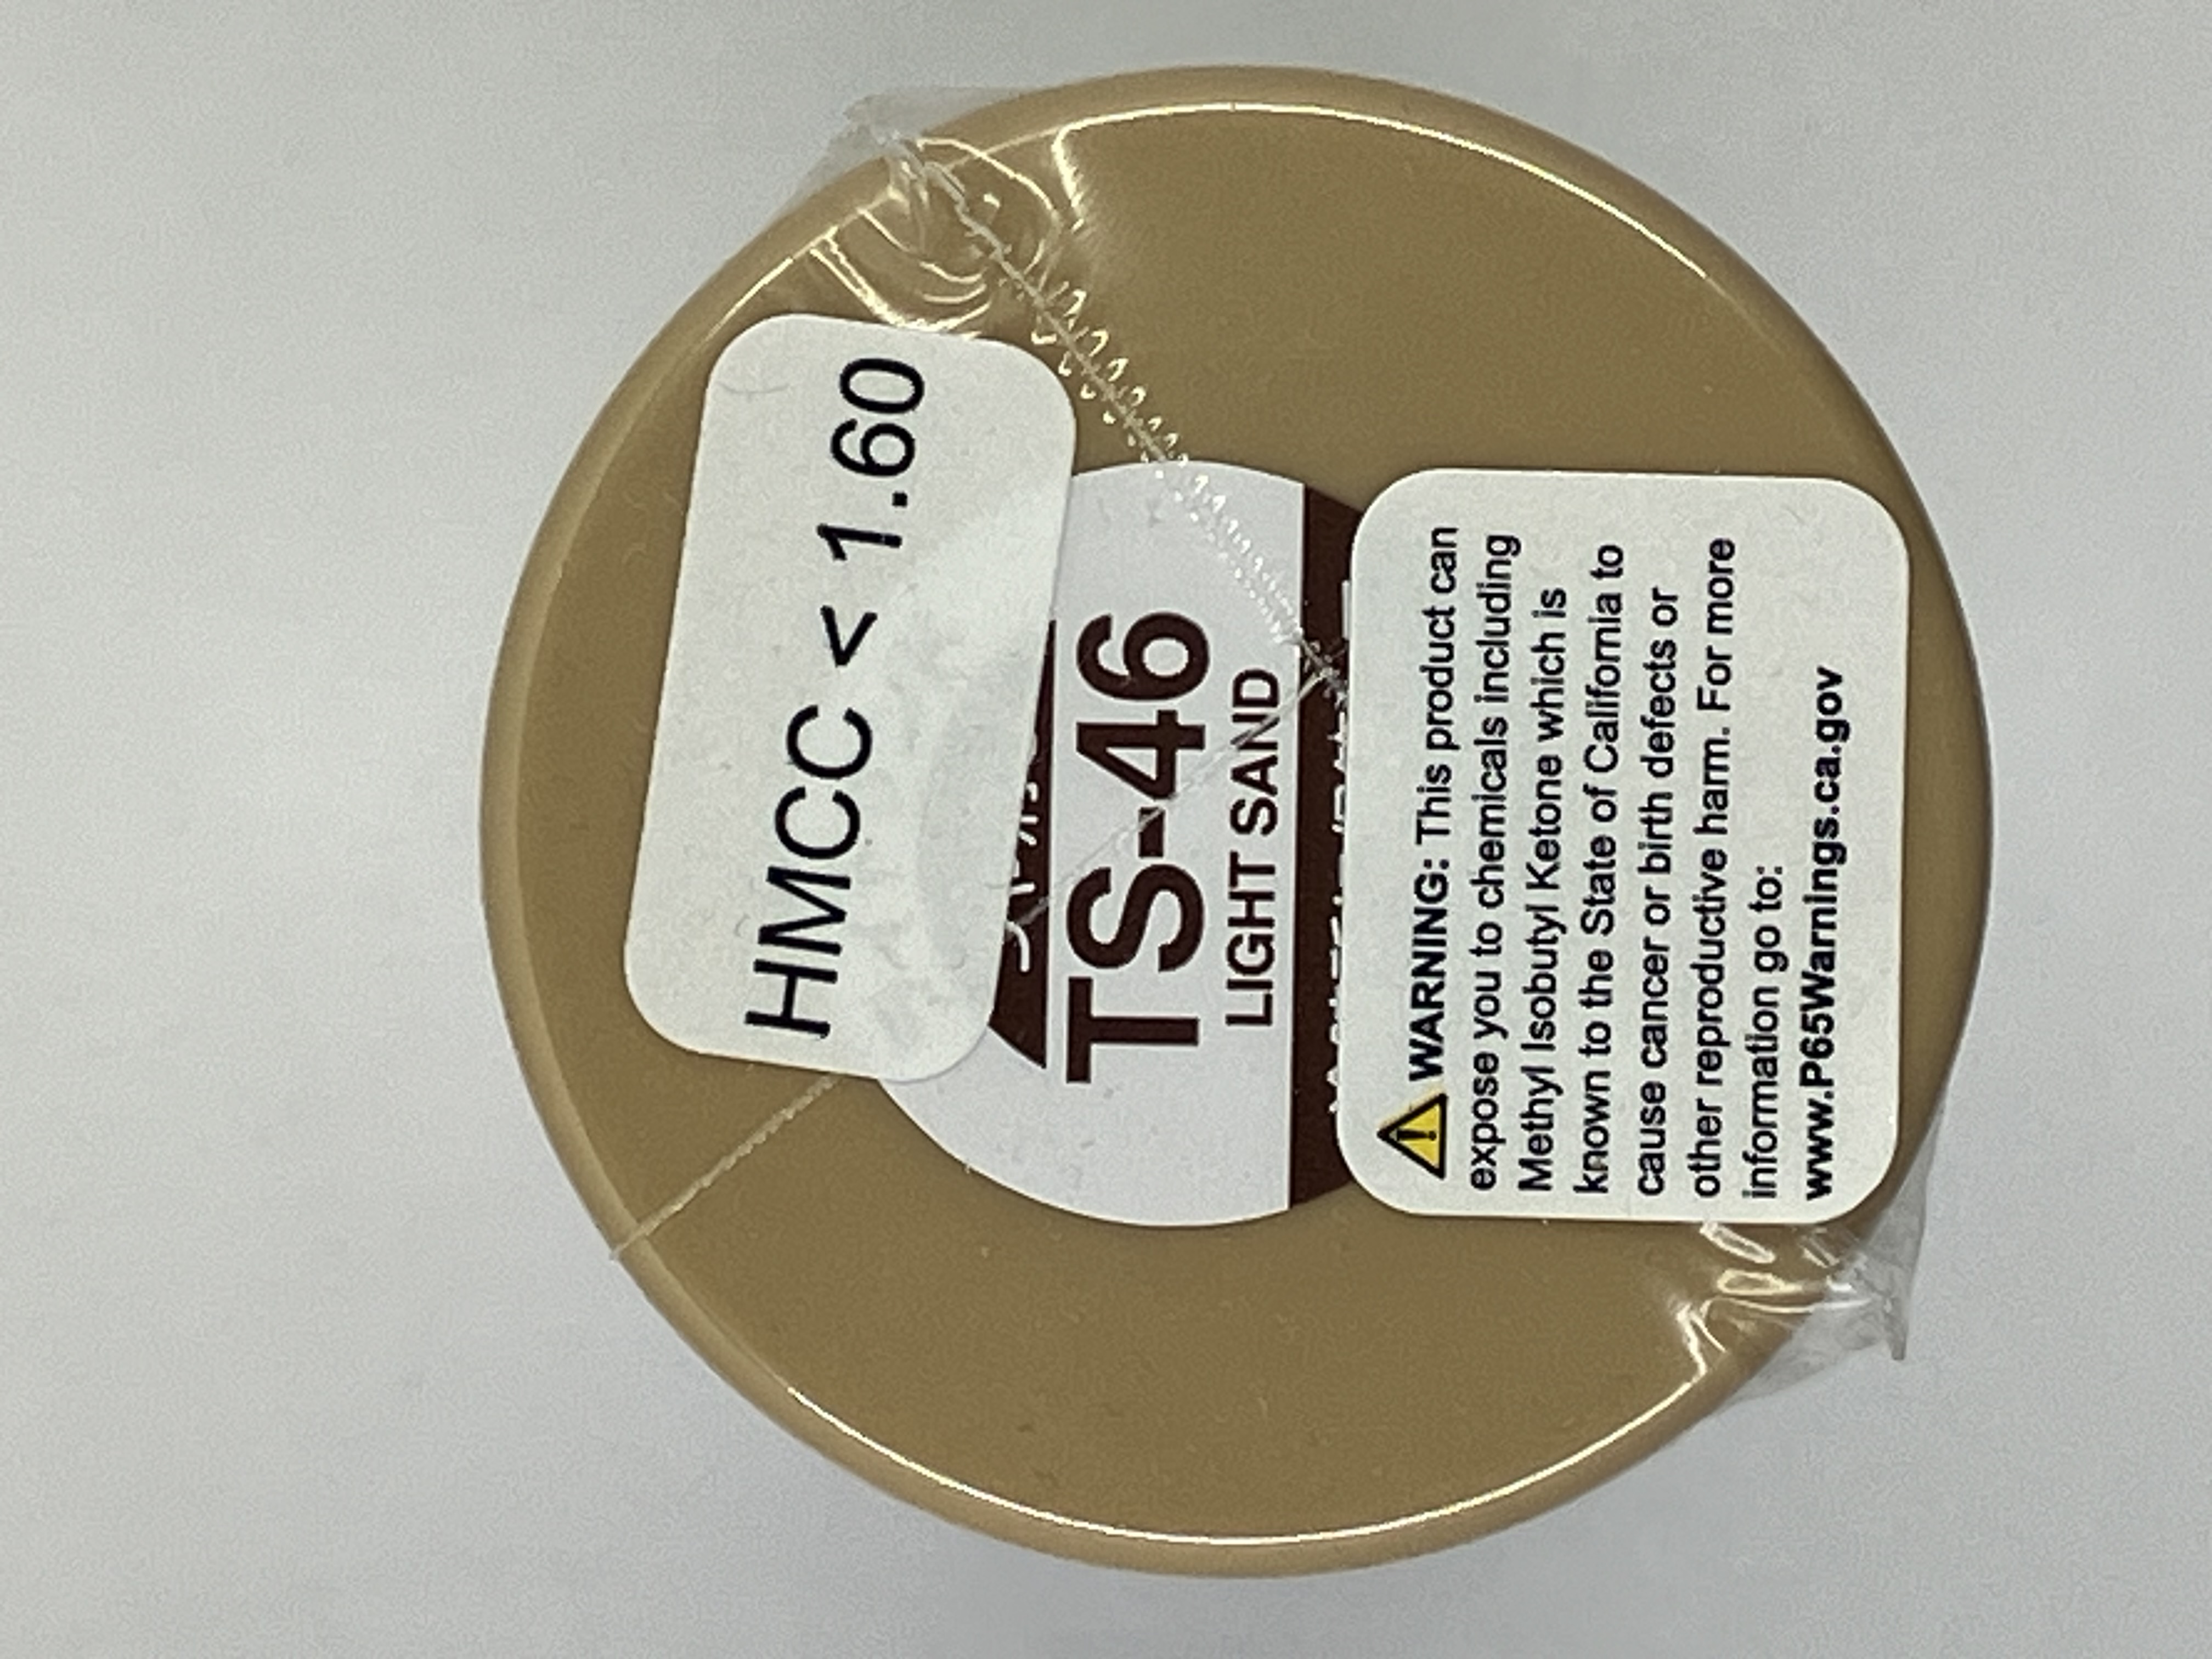 HMCC < 1.60
TS-46
LIGHT SAND
WARNING: This product can
expose you to chemicals including
Methyl Isobutyl Ketone which is
known to the State of California to
cause cancer or birth defects or
other reproductive harm. For more
information go to:
www.P65Warnings.ca.gov